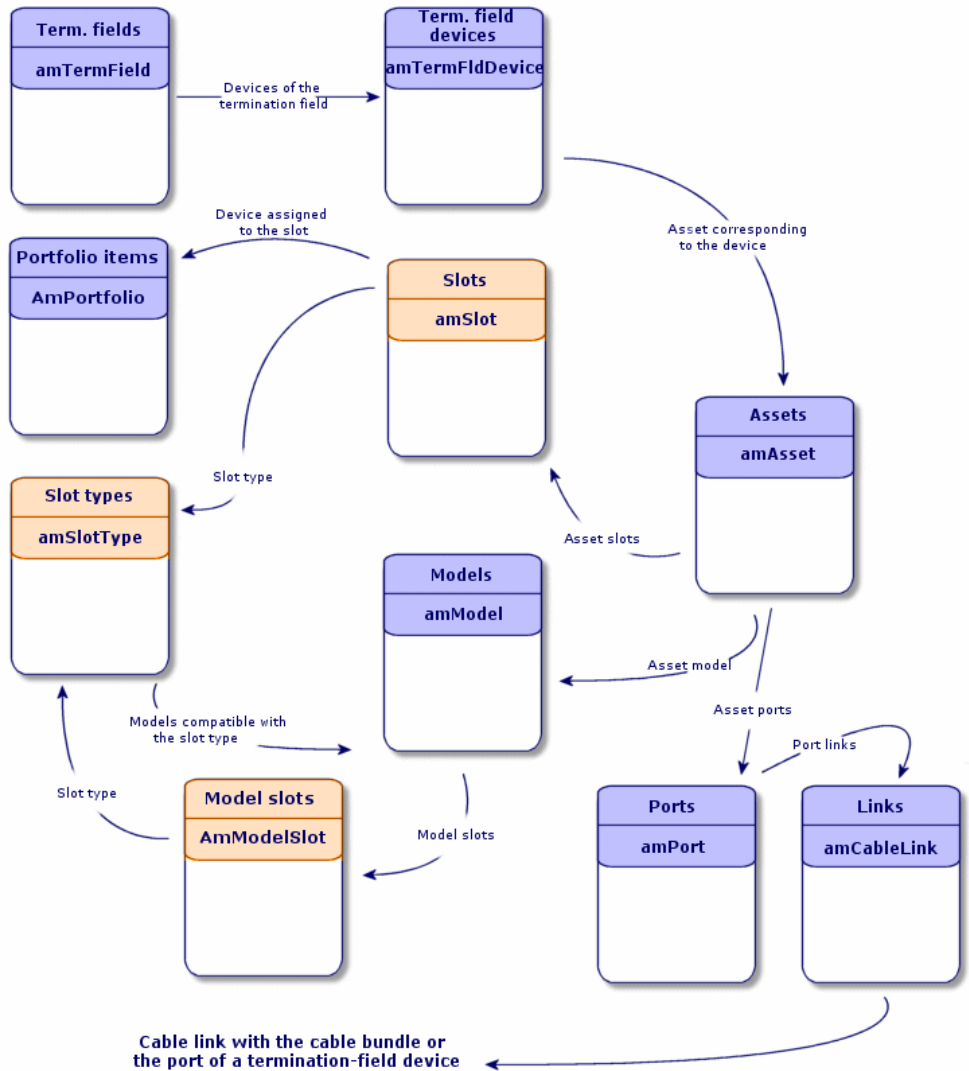 Term. fields
amTermField
Term. field
devices
amTermFldDevice
Devices of the
termination field
Device assigned
to the slot
Asset corresponding
to the device
Portfolio items
AmPortfolio
Slots
amSlot
Assets
amAsset
Slot type
Slot types
amSlotType
Asset slots
Models
amModel
Asset model
Asset ports
Models compatible with
the slot type
Port links
Slot type
Model slots
AmModelSlot
Model slots
Ports
amPort
Links
amCableLink
Cable link with the cable bundle or
the port of a termination-field device